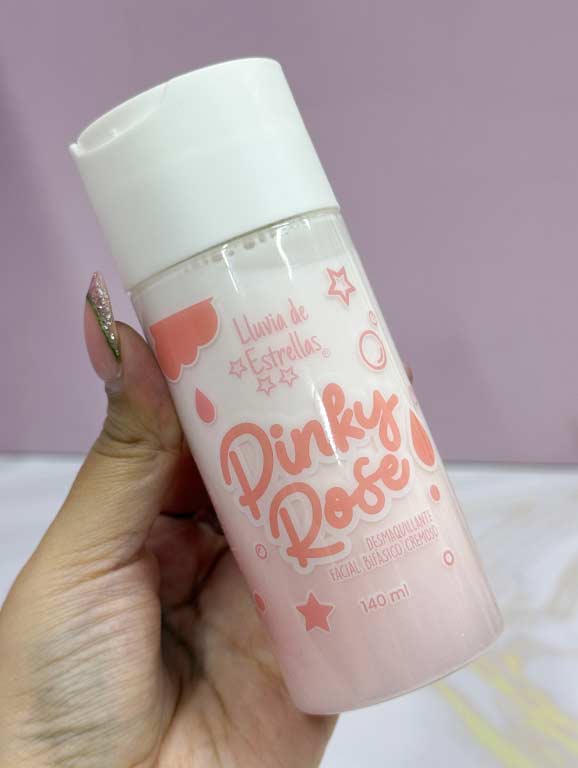 Lluvia de
Estrellas®
Pinky
Rose
DESMAQUILLANTE
FACIAL BIFÁSICO CREMOSO
140 ml